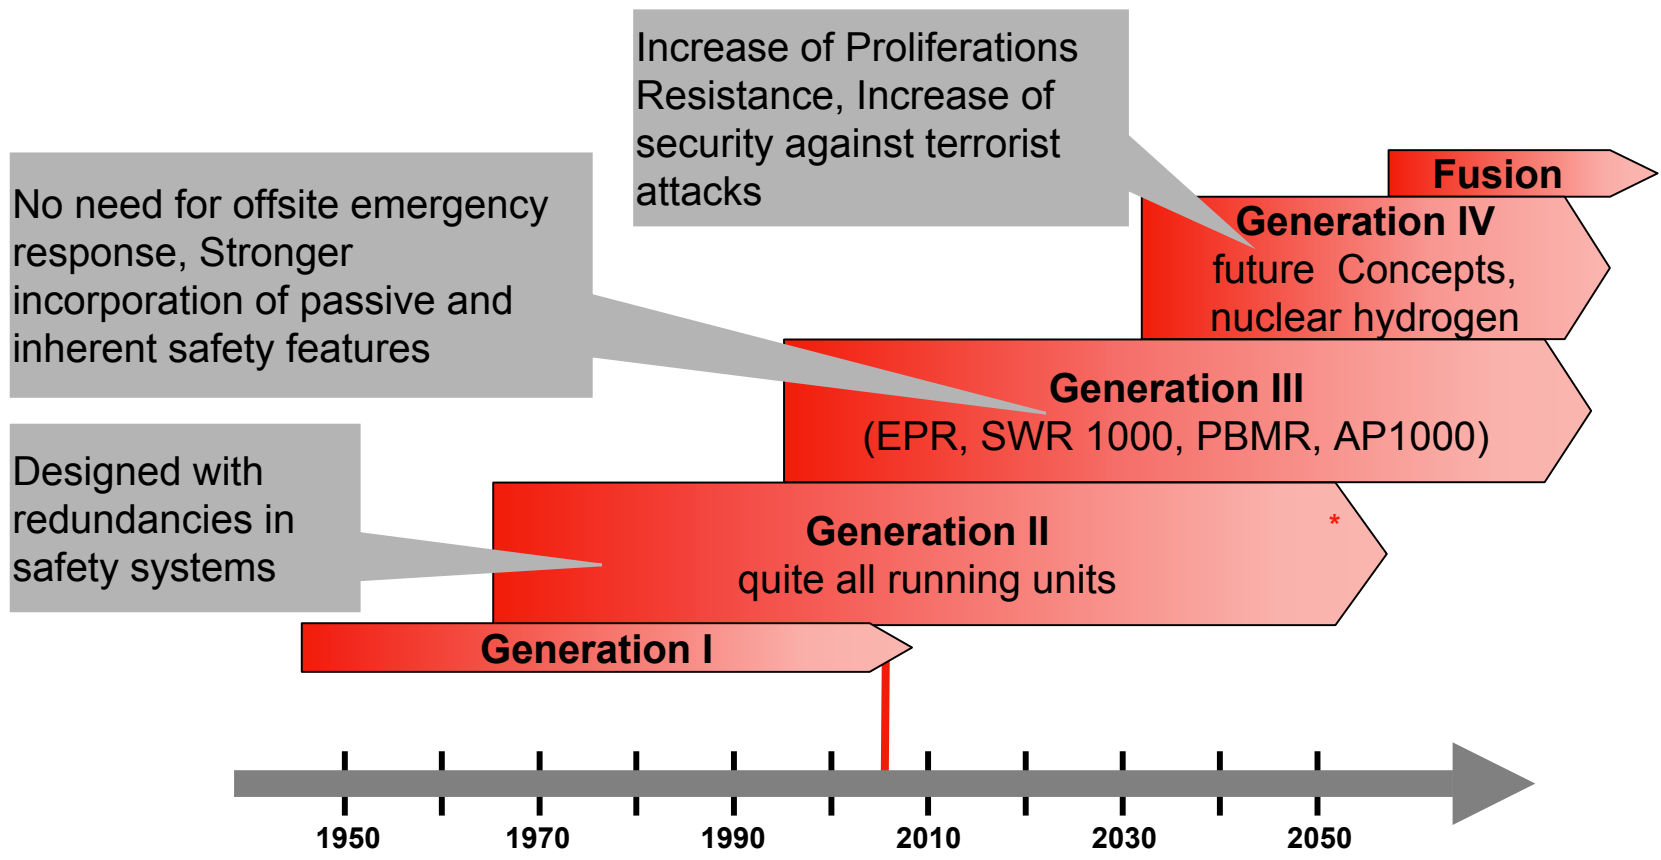 Increase of Proliferations
Resistance, Increase of
security against terrorist
attacks
No need for offsite emergency
response, Stronger
incorporation of passive and
inherent safety features
Designed with
redundancies in
safety systems
Fusion
Generation IV
future Concepts,
nuclear hydrogen
Generation III
(EPR, SWR 1000, PBMR, AP1000)
*
Generation II
quite all running units
Generation I
1950 1970 1990 2010 2030 2050